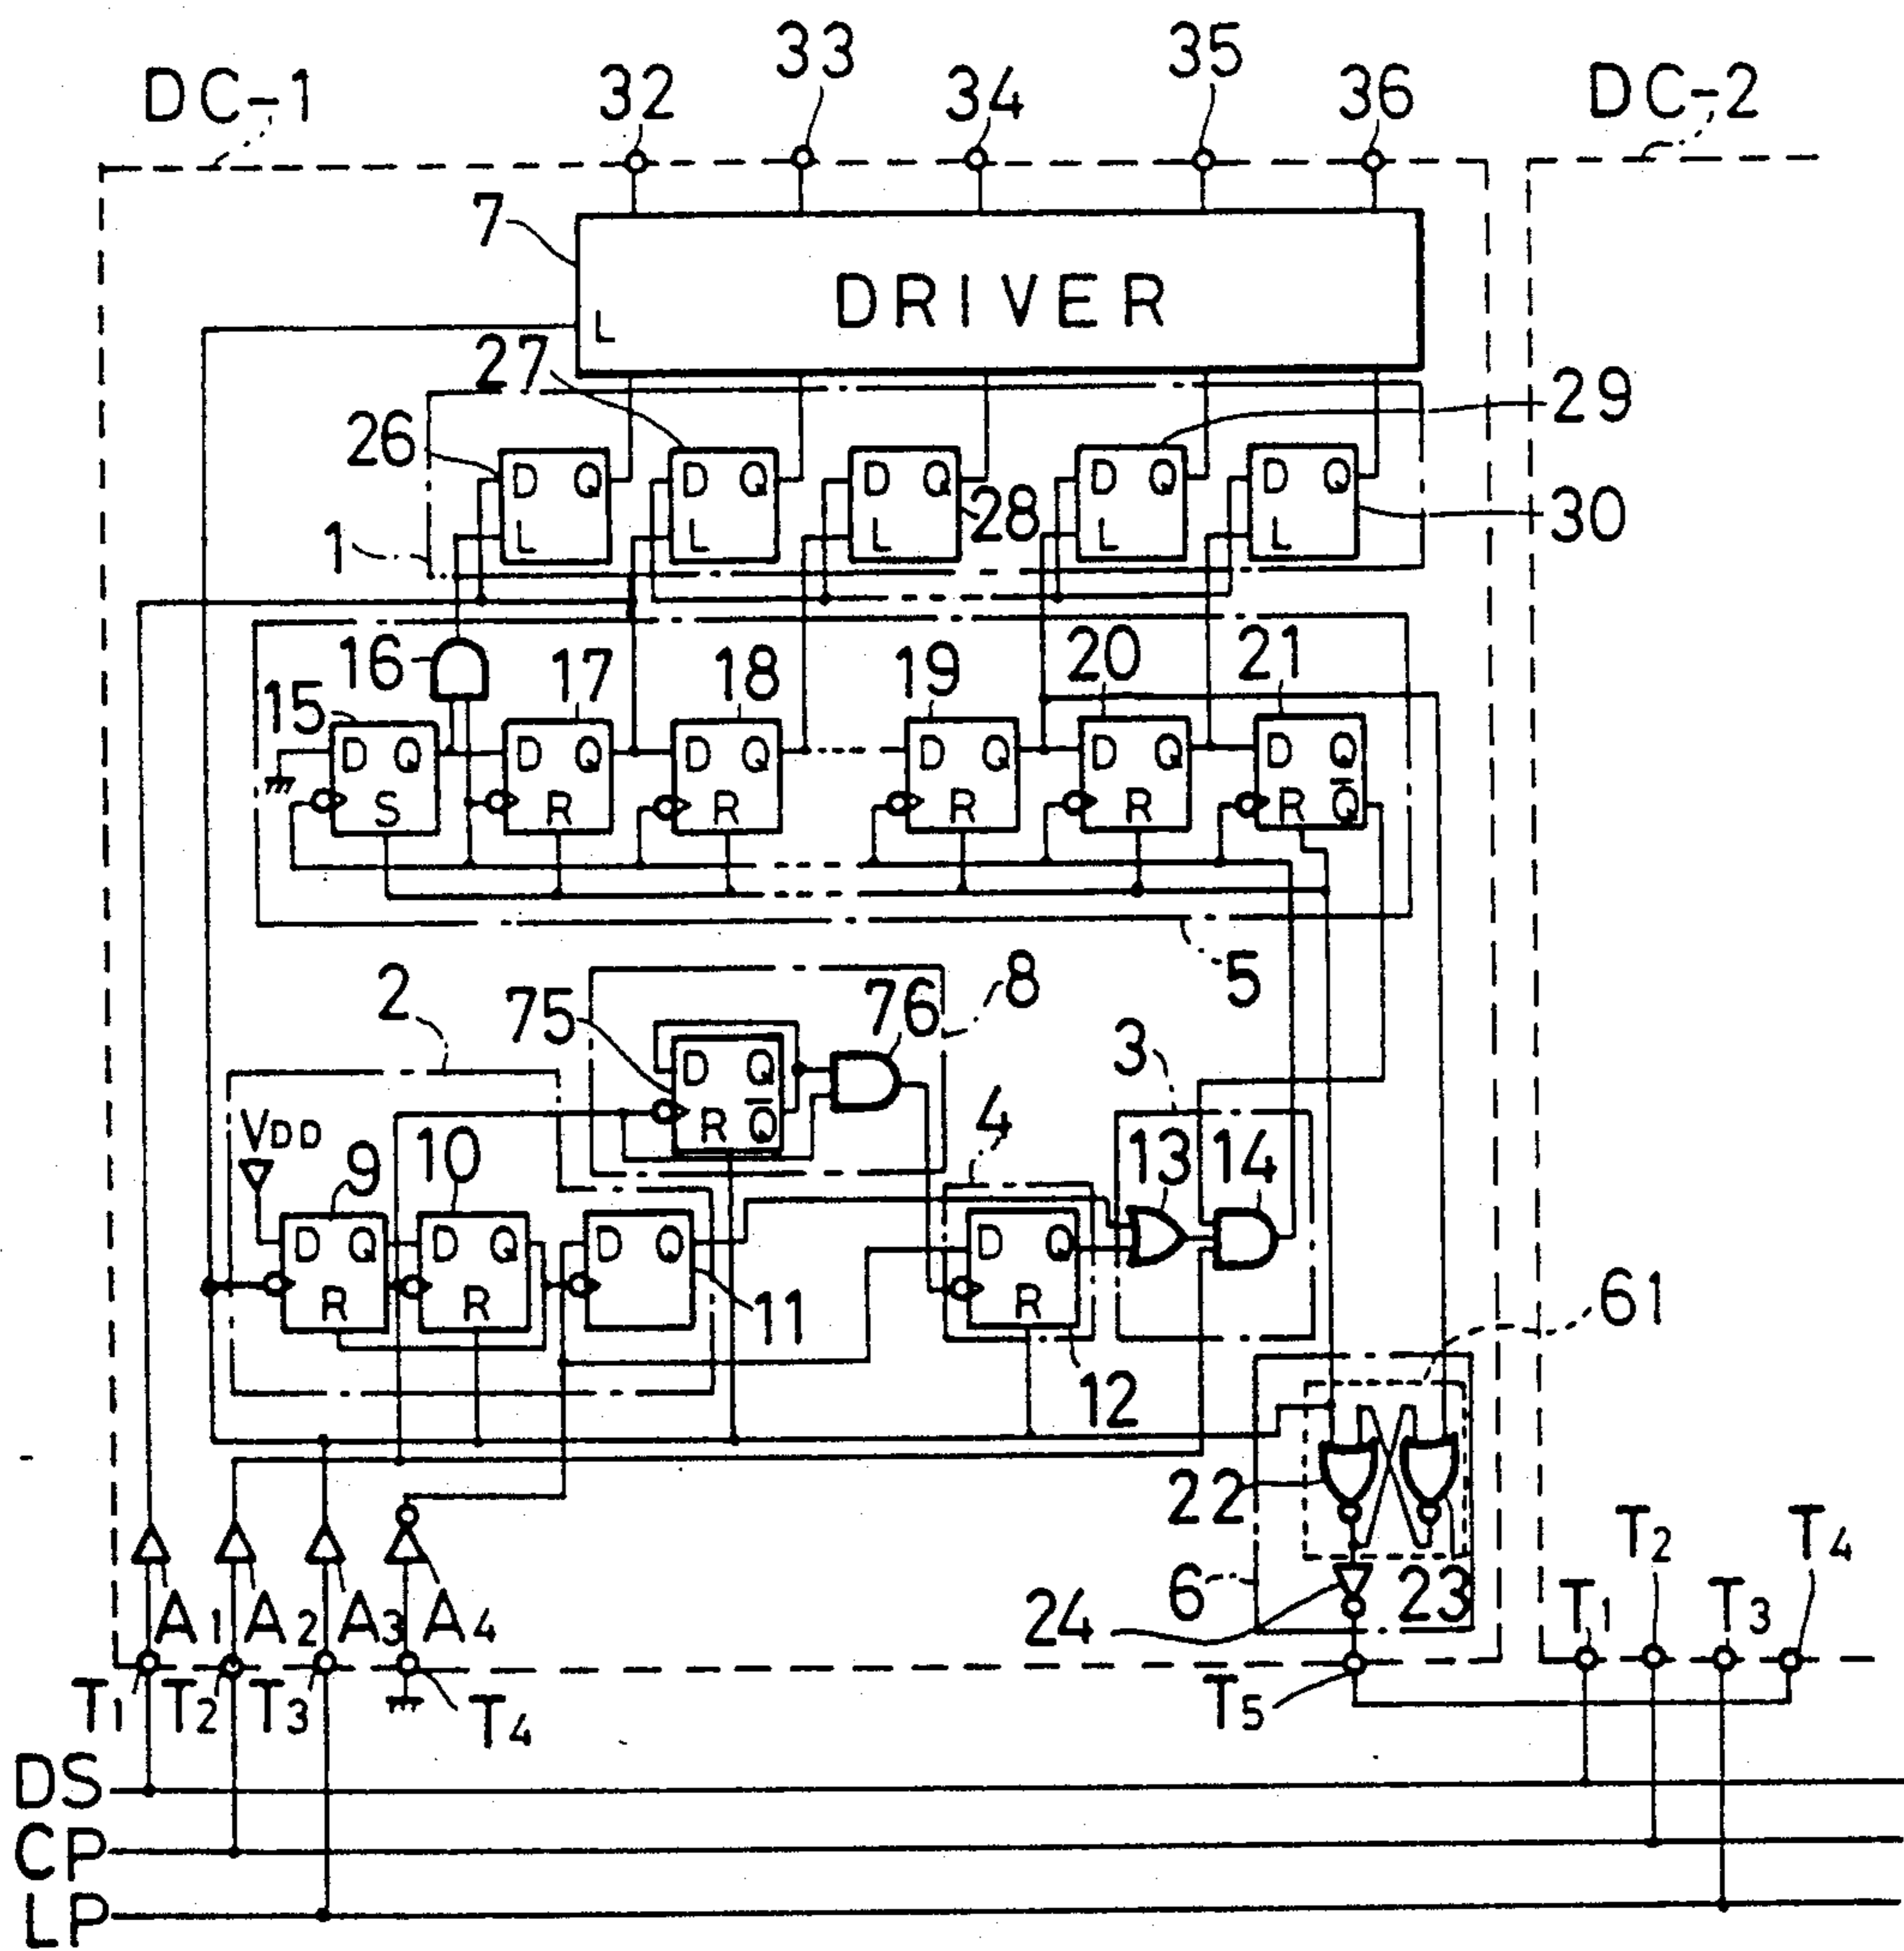 DC-1 32 33 34 35 36 DC-2
7
DRIVER
L
27 29
26 D Q D Q D Q D Q D Q
28 30
1 L L L L L
16 17 18 19 20 21
15
D Q D Q D Q D Q D Q D Q
S R R R R R Q̄
5
2 75 76 8
D Q
R Q̄
3
4
VDD
9 10 13 14
D Q D Q D Q D Q
R R R
11 12
61
22
6 23
24
A1 A2 A3 A4
T1 T2 T3 T4 T5
T1 T2 T3 T4
DS
CP
LP